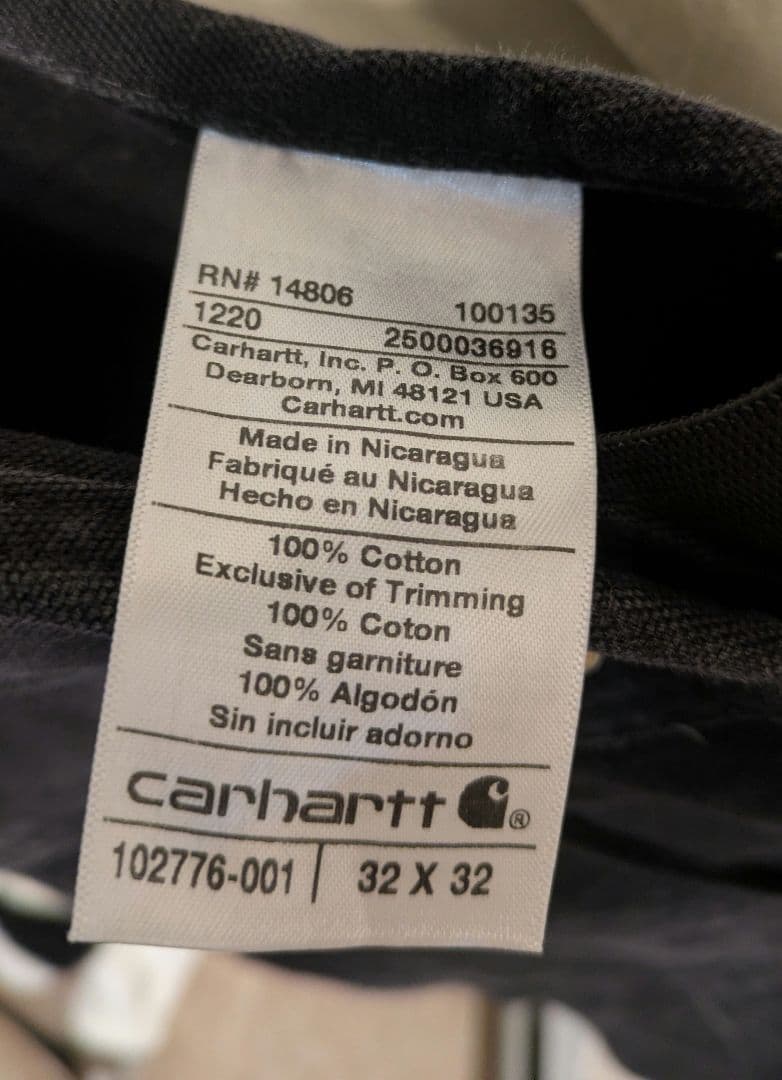 RN# 14806 100135
1220 2500036916
Carhartt, Inc. P. O. Box 600
Dearborn, MI 48121 USA
Carhartt.com
Made in Nicaragua
Fabriqué au Nicaragua
Hecho en Nicaragua
100% Cotton
Exclusive of Trimming
100% Coton
Sans garniture
100% Algodón
Sin incluir adorno
carhartt ®
102776-001 | 32 X 32